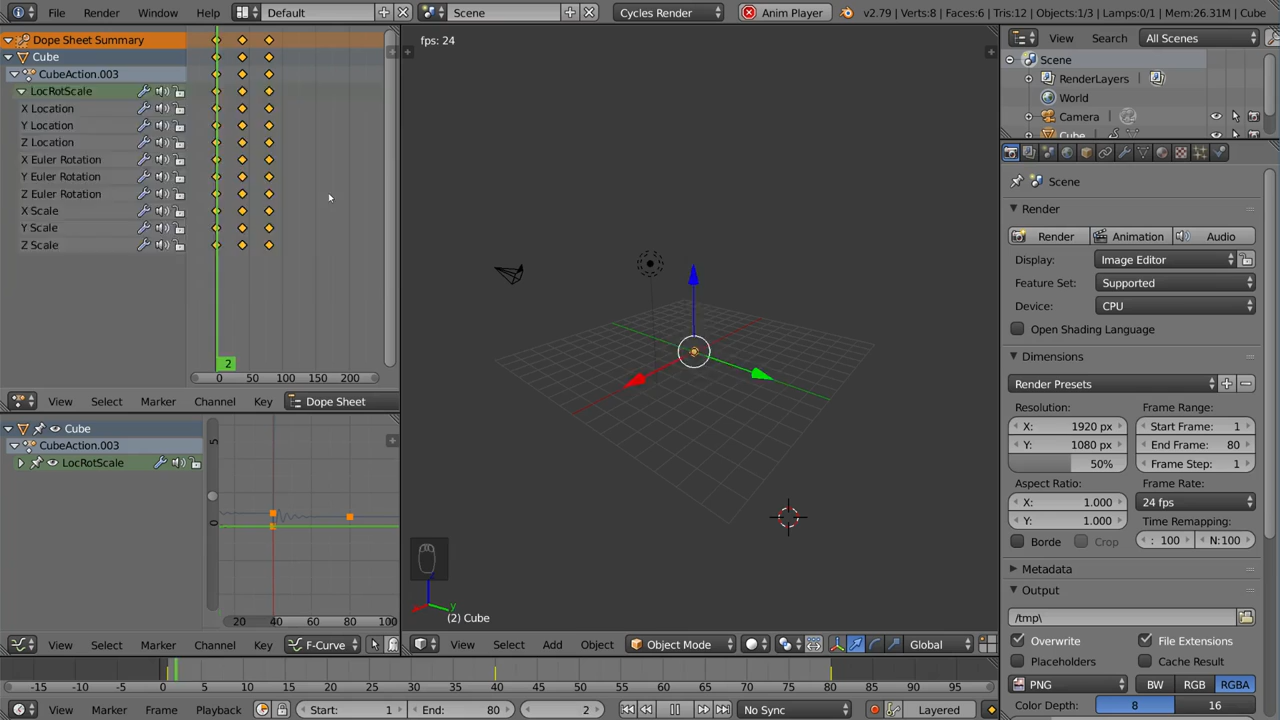 File Render Window Help Default Scene Cycles Render Anim Player v2.79 | Verts:8 | Faces:6 | Tris:12 | Objects:1/3 | Lamps:0/1 | Mem:26.31M | Cube
Dope Sheet Summary
Cube
CubeAction.003
LocRotScale
X Location
Y Location
Z Location
X Euler Rotation
Y Euler Rotation
Z Euler Rotation
X Scale
Y Scale
Z Scale
2
0 50 100 150 200
View Select Marker Channel Key Dope Sheet
Cube
CubeAction.003
LocRotScale
5
0
20 40 60 80 100
View Select Marker Channel Key F-Curve
fps: 24
y
(2) Cube
View Select Add Object Object Mode Global
-15 -10 -5 0 5 10 15 20 25 30 35 40 45 50 55 60 65 70 75 80 85 90 95
View Marker Frame Playback Start: 1 End: 80 2 No Sync Layered
View Search All Scenes
Scene
RenderLayers
World
Camera
Cube
Scene
Render
Render Animation Audio
Display: Image Editor
Feature Set: Supported
Device: CPU
Open Shading Language
Dimensions
Render Presets
Resolution: Frame Range:
X: 1920 px Start Frame: 1
Y: 1080 px End Frame: 80
50% Frame Step: 1
Aspect Ratio: Frame Rate:
X: 1.000 24 fps
Y: 1.000 Time Remapping:
Borde Crop : 100 N:100
Metadata
Output
/tmp\
Overwrite File Extensions
Placeholders Cache Result
PNG BW RGB RGBA
Color Depth: 8 16